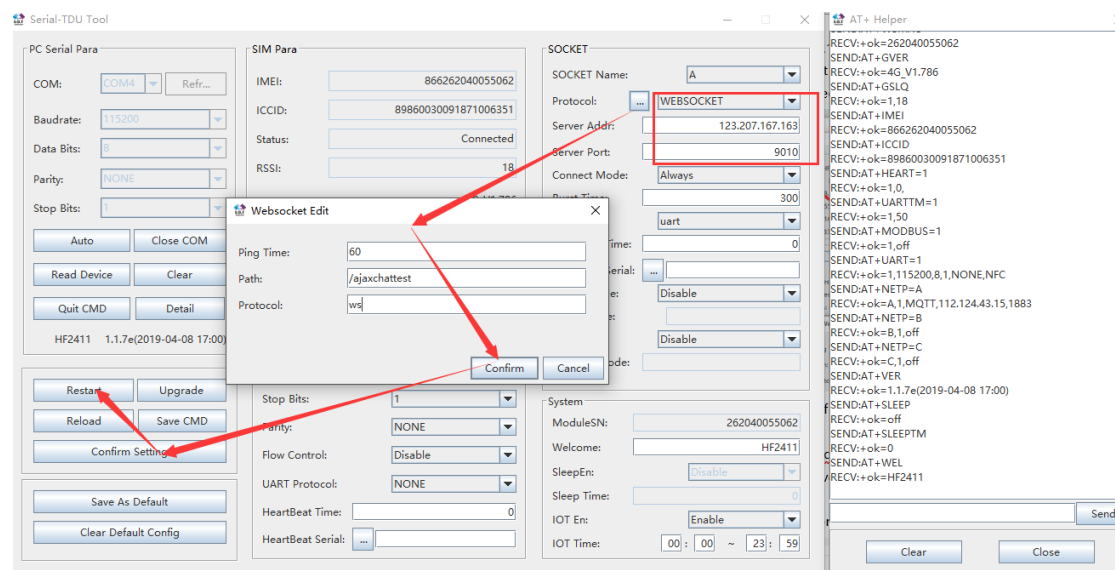 Serial-TDU Tool
PC Serial Para
COM: COM4 Refr...
Baudrate: 115200
Data Bits: 8
Parity: NONE
Stop Bits: 1
Auto Close COM
Read Device Clear
Quit CMD Detail
HF2411 1.1.7e(2019-04-08 17:00)
Restart Upgrade
Reload Save CMD
Confirm Setting
Save As Default
Clear Default Config
SIM Para
IMEI: 866262040055062
ICCID: 89860030091871006351
Status: Connected
RSSI: 18
Websocket Edit
Ping Time: 60
Path: /ajaxchattest
Protocol: ws
Confirm Cancel
Stop Bits: 1
Parity: NONE
Flow Control: Disable
UART Protocol: NONE
HeartBeat Time: 0
HeartBeat Serial: ...
SOCKET
SOCKET Name: A
Protocol: ... WEBSOCKET
Server Addr: 123.207.167.163
Server Port: 9010
Connect Mode: Always
300
uart
ime: 0
erial: ...
e: Disable
e:
Disable
ode:
System
ModuleSN: 262040055062
Welcome: HF2411
SleepEn: Disable
Sleep Time: 0
IOT En: Enable
IOT Time: 00 : 00 ~ 23 : 59
AT+ Helper
RECV:+ok=262040055062
SEND:AT+GVER
RECV:+ok=4G_V1.786
SEND:AT+GSLQ
RECV:+ok=1,18
SEND:AT+IMEI
RECV:+ok=866262040055062
SEND:AT+ICCID
RECV:+ok=89860030091871006351
SEND:AT+HEART=1
RECV:+ok=1,0,
SEND:AT+UARTTM=1
RECV:+ok=1,50
SEND:AT+MODBUS=1
RECV:+ok=1,off
SEND:AT+UART=1
RECV:+ok=1,115200,8,1,NONE,NFC
SEND:AT+NETP=A
RECV:+ok=A,1,MQTT,112.124.43.15,1883
SEND:AT+NETP=B
RECV:+ok=B,1,off
SEND:AT+NETP=C
RECV:+ok=C,1,off
SEND:AT+VER
RECV:+ok=1.1.7e(2019-04-08 17:00)
SEND:AT+SLEEP
RECV:+ok=off
SEND:AT+SLEEPTM
RECV:+ok=0
SEND:AT+WEL
RECV:+ok=HF2411
Send
Clear Close